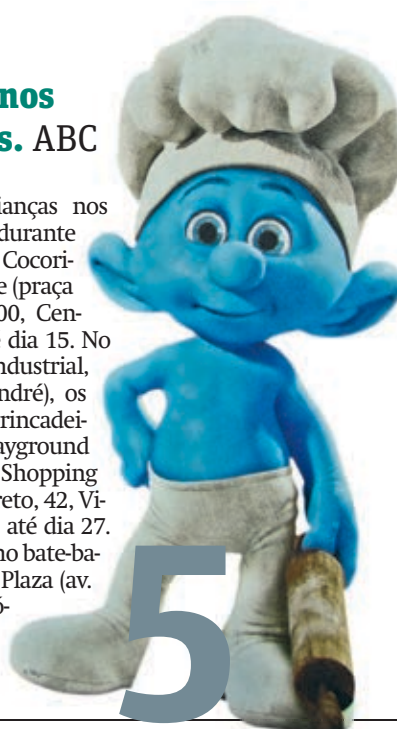 nos
s. ABC
ianças nos
durante
Cocori-
e (praça
00, Cen-
dia 15. No
ndustrial,
ndré), os
rincadei-
ayground
Shopping
reto, 42, Vi-
até dia 27.
no bate-ba-
Plaza (av.
5